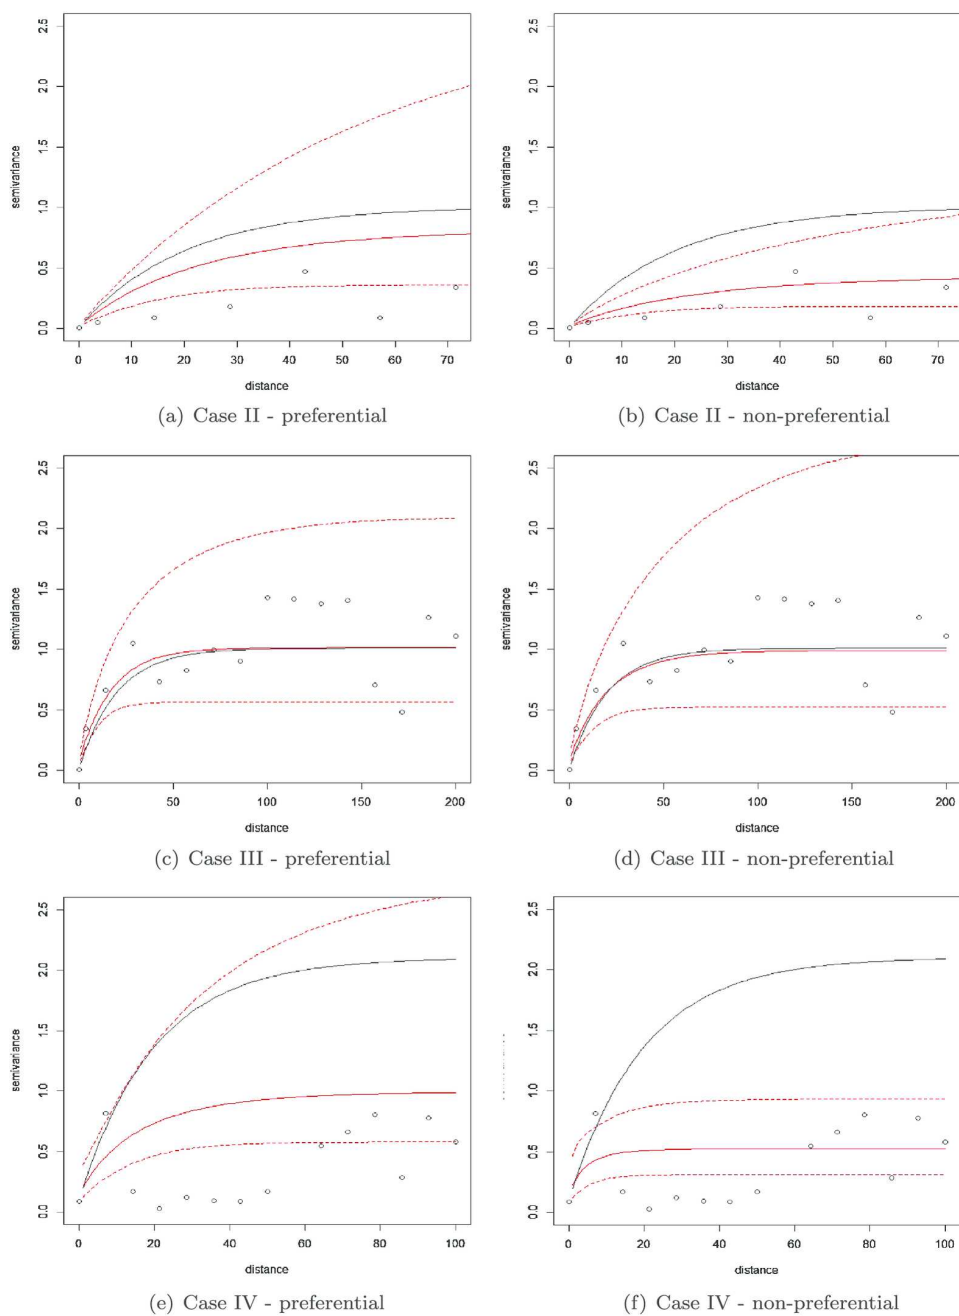 semivariance
0.0 0.5 1.0 1.5 2.0 2.5
0 10 20 30 40 50 60 70
distance
(a) Case II - preferential
semivariance
0.0 0.5 1.0 1.5 2.0 2.5
0 10 20 30 40 50 60 70
distance
(b) Case II - non-preferential
semivariance
0.0 0.5 1.0 1.5 2.0 2.5
0 50 100 150 200
distance
(c) Case III - preferential
semivariance
0.0 0.5 1.0 1.5 2.0 2.5
0 50 100 150 200
distance
(d) Case III - non-preferential
semivariance
0.0 0.5 1.0 1.5 2.0 2.5
0 20 40 60 80 100
distance
(e) Case IV - preferential
0.0 0.5 1.0 1.5 2.0 2.5
0 20 40 60 80 100
distance
(f) Case IV - non-preferential